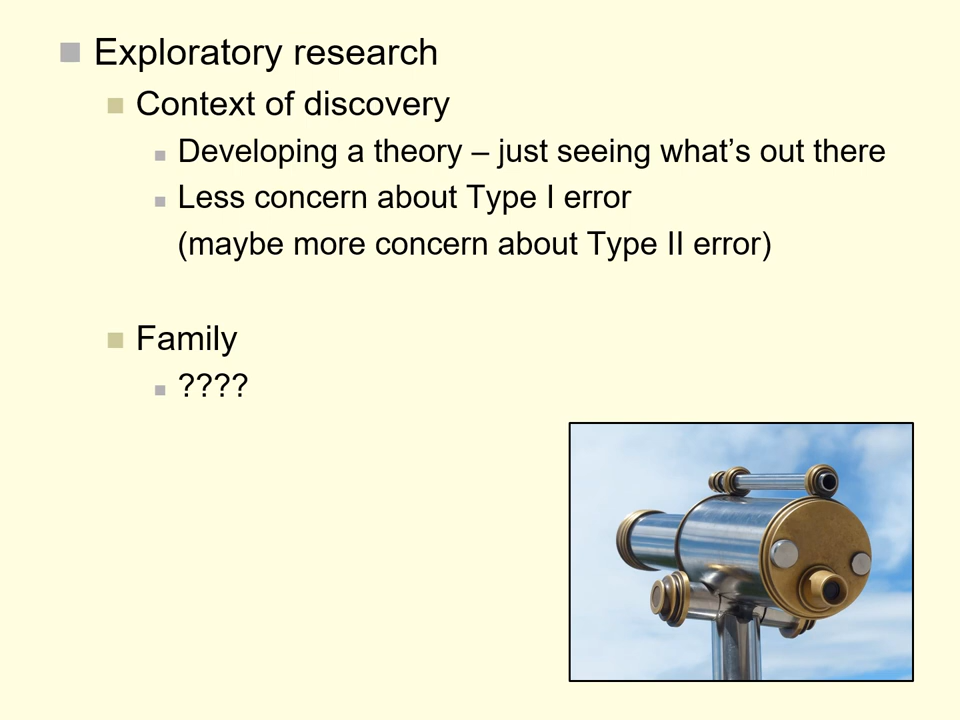 Exploratory research
Context of discovery
Developing a theory – just seeing what’s out there
Less concern about Type I error
(maybe more concern about Type II error)
Family
????